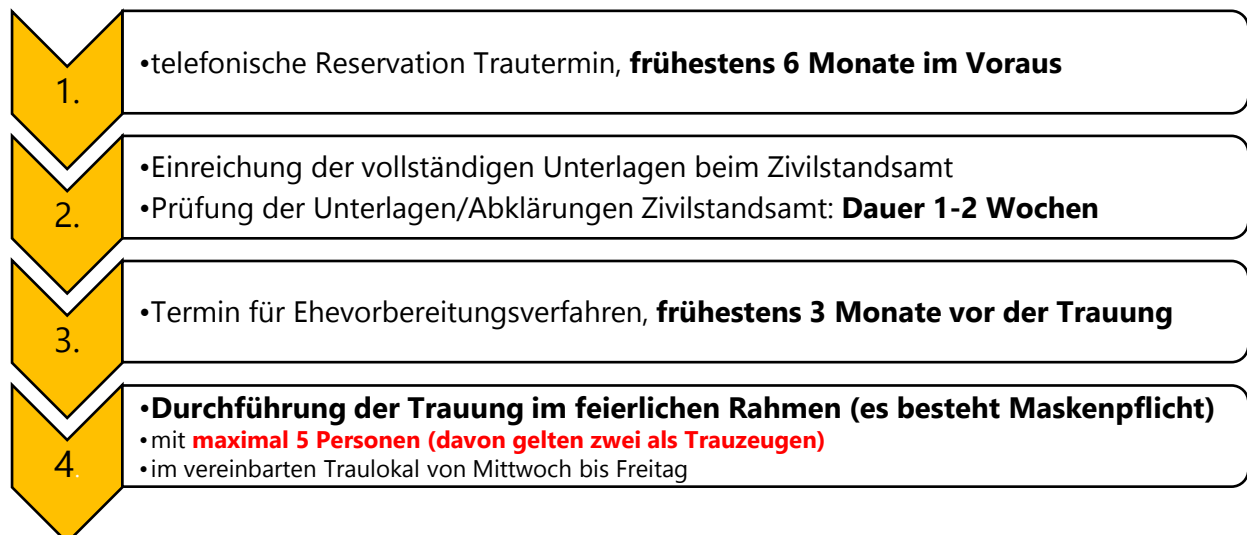 1.
•telefonische Reservation Trautermin, frühestens 6 Monate im Voraus
2.
•Einreichung der vollständigen Unterlagen beim Zivilstandsamt
•Prüfung der Unterlagen/Abklärungen Zivilstandsamt: Dauer 1-2 Wochen
3.
•Termin für Ehevorbereitungsverfahren, frühestens 3 Monate vor der Trauung
4.
•Durchführung der Trauung im feierlichen Rahmen (es besteht Maskenpflicht)
•mit maximal 5 Personen (davon gelten zwei als Trauzeugen)
•im vereinbarten Traulokal von Mittwoch bis Freitag